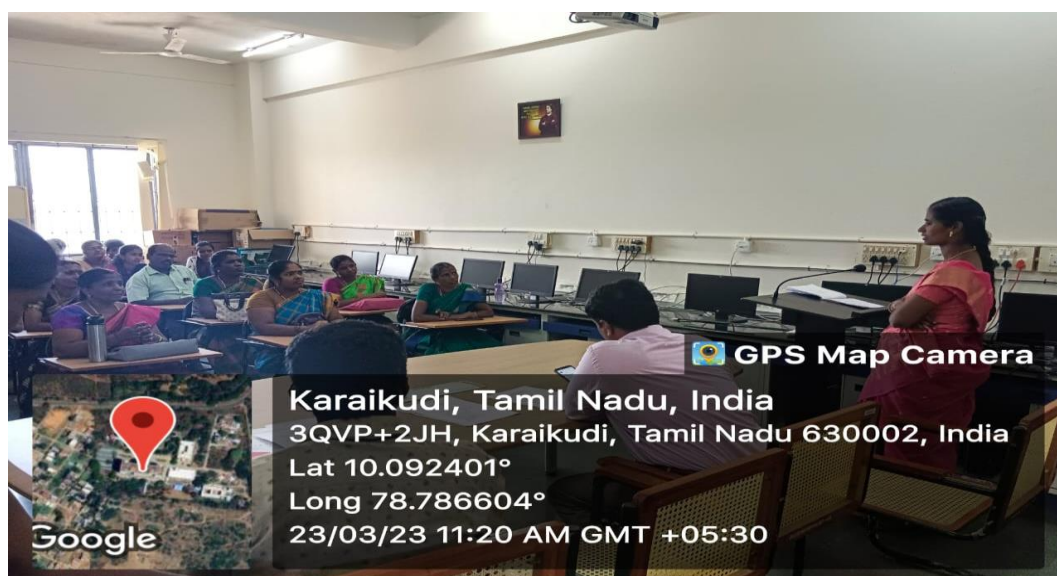 GPS Map Camera
Karaikudi, Tamil Nadu, India
3QVP+2JH, Karaikudi, Tamil Nadu 630002, India
Lat 10.092401°
Long 78.786604°
23/03/23 11:20 AM GMT +05:30
Google